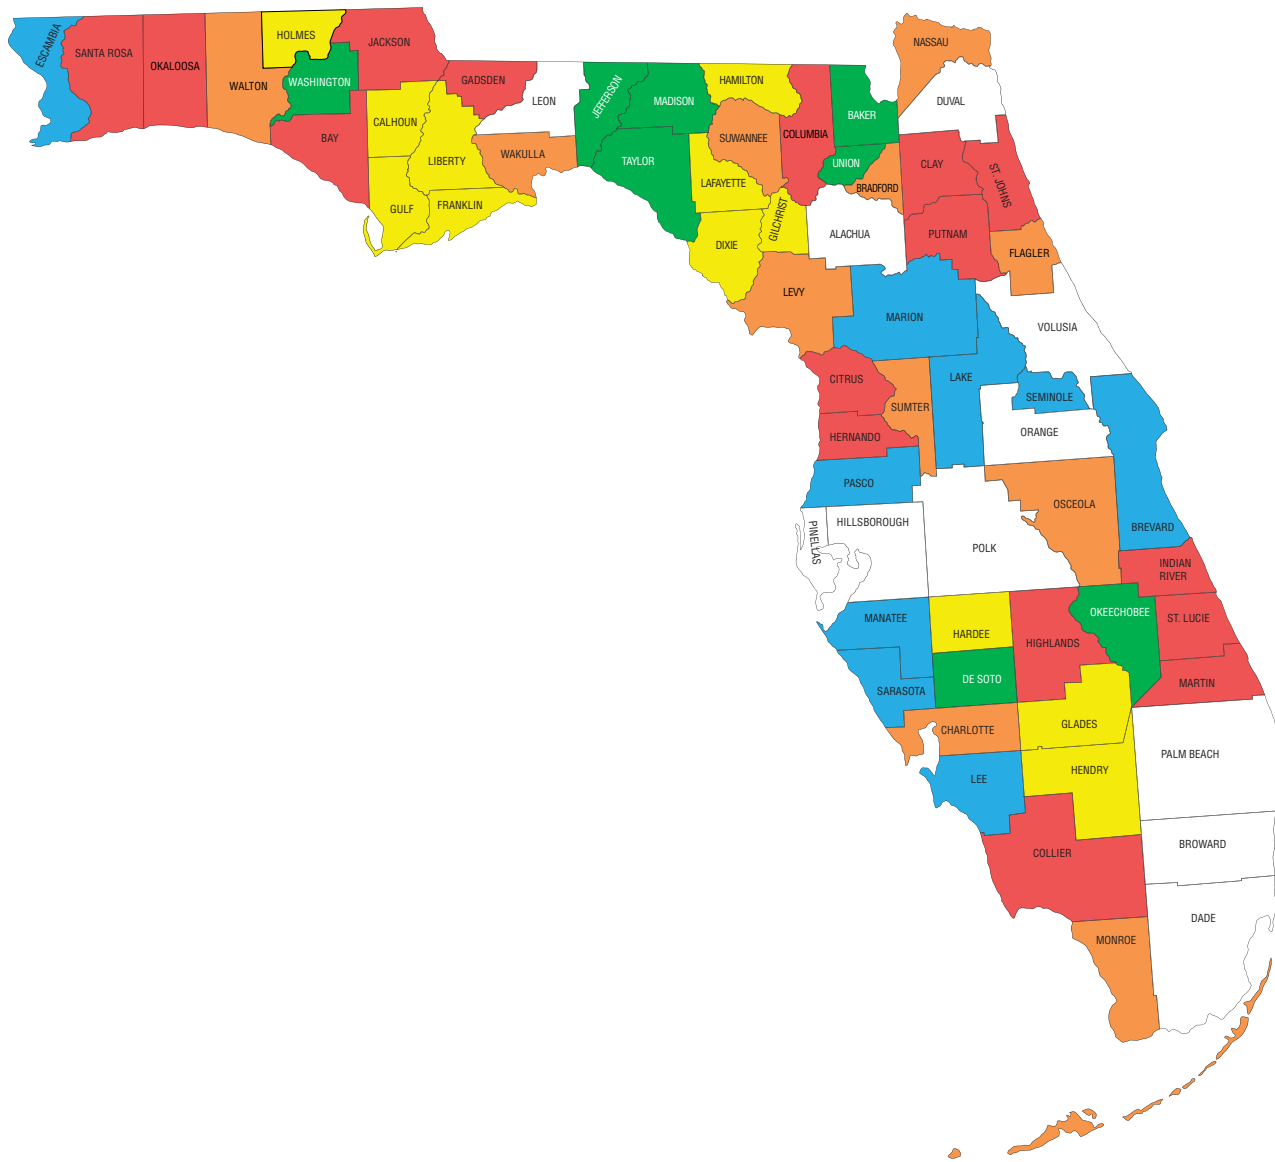 ESCAMBIA
SANTA ROSA
OKALOOSA
WALTON
HOLMES
WASHINGTON
JACKSON
BAY
CALHOUN
GULF
LIBERTY
FRANKLIN
GADSDEN
LEON
WAKULLA
JEFFERSON
MADISON
TAYLOR
HAMILTON
SUWANNEE
LAFAYETTE
DIXIE
COLUMBIA
GILCHRIST
BAKER
UNION
BRADFORD
NASSAU
DUVAL
CLAY
ST. JOHNS
ALACHUA
PUTNAM
FLAGLER
LEVY
MARION
VOLUSIA
CITRUS
SUMTER
LAKE
SEMINOLE
HERNANDO
ORANGE
PASCO
OSCEOLA
BREVARD
PINELLAS
HILLSBOROUGH
POLK
INDIAN
RIVER
MANATEE
HARDEE
HIGHLANDS
OKEECHOBEE
ST. LUCIE
SARASOTA
DE SOTO
MARTIN
CHARLOTTE
GLADES
PALM BEACH
LEE
HENDRY
COLLIER
BROWARD
DADE
MONROE